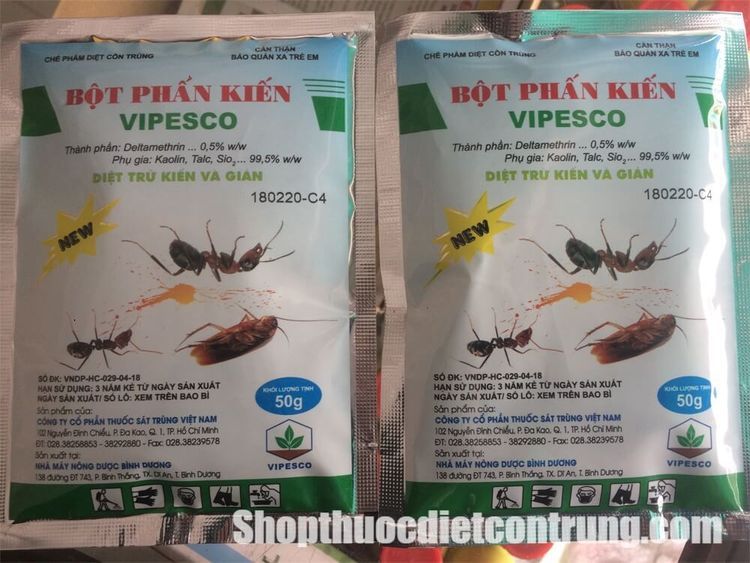 CHẾ PHẨM DIỆT CÔN TRÙNG
CẨN THẬN
BẢO QUẢN XA TRẺ EM
BỘT PHẤN KIẾN
VIPESCO
Thành phần: Deltamethrin ... 0,5% w/w
Phụ gia: Kaolin, Talc, Sio2 ... 99,5% w/w
DIỆT TRỪ KIẾN VÀ GIÁN
180220-C4
NEW
SỐ ĐK: VNDP-HC-029-04-18
HẠN SỬ DỤNG: 3 NĂM KỂ TỪ NGÀY SẢN XUẤT
NGÀY SẢN XUẤT/ SỐ LÔ: XEM TRÊN BAO BÌ
KHỐI LƯỢNG TỊNH
50g
Sản phẩm của:
CÔNG TY CỔ PHẦN THUỐC SÁT TRÙNG VIỆT NAM
102 Nguyễn Đình Chiểu, P. Đa Kao, Q. 1, TP. Hồ Chí Minh
ĐT: 028.38258853 - 38292880 - Fax: 028.38239578
Sản xuất tại:
NHÀ MÁY NÔNG DƯỢC BÌNH DƯƠNG
138 đường ĐT 743, P. Bình Thắng, TX. Dĩ An, T. Bình Dương
VIPESCO
CHẾ PHẨM DIỆT CÔN TRÙNG
CẨN THẬN
BẢO QUẢN XA TRẺ EM
BỘT PHẤN KIẾN
VIPESCO
Thành phần: Deltamethrin ... 0,5% w/w
Phụ gia: Kaolin, Talc, Sio2 ... 99,5% w/w
DIỆT TRỪ KIẾN VÀ GIÁN
180220-C4
NEW
SỐ ĐK: VNDP-HC-029-04-18
HẠN SỬ DỤNG: 3 NĂM KỂ TỪ NGÀY SẢN XUẤT
NGÀY SẢN XUẤT/ SỐ LÔ: XEM TRÊN BAO BÌ
KHỐI LƯỢNG TỊNH
50g
Sản phẩm của:
CÔNG TY CỔ PHẦN THUỐC SÁT TRÙNG VIỆT NAM
102 Nguyễn Đình Chiểu, P. Đa Kao, Q. 1, TP. Hồ Chí Minh
ĐT: 028.38258853 - 38292880 - Fax: 028.38239578
Sản xuất tại:
NHÀ MÁY NÔNG DƯỢC BÌNH DƯƠNG
138 đường ĐT 743, P. Bình Thắng, TX. Dĩ An, T. Bình Dương
VIPESCO
Shopthuocdietcontrung.com